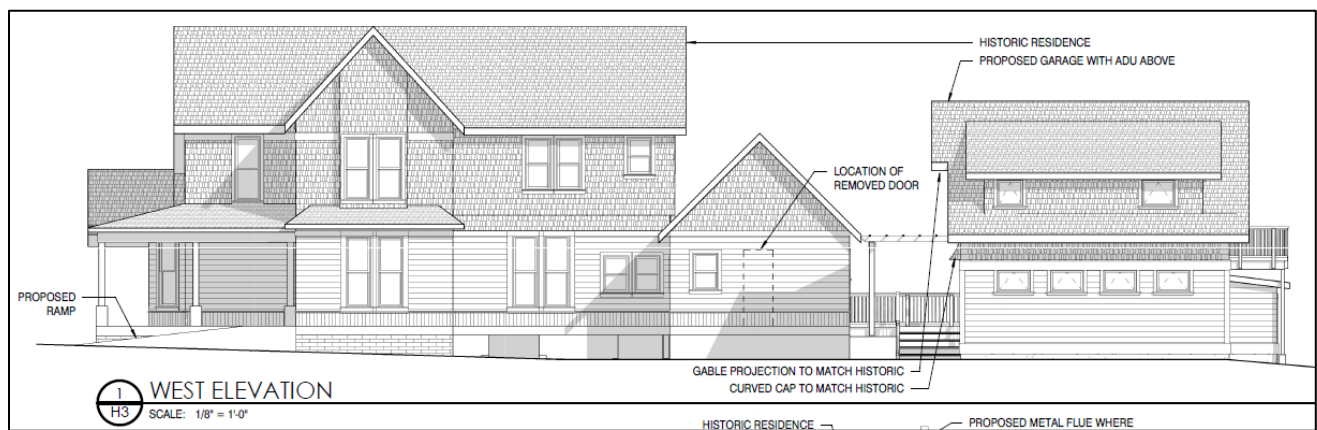 HISTORIC RESIDENCE
PROPOSED GARAGE WITH ADU ABOVE
LOCATION OF
REMOVED DOOR
PROPOSED
RAMP
GABLE PROJECTION TO MATCH HISTORIC
CURVED CAP TO MATCH HISTORIC
1
H3
WEST ELEVATION
SCALE: 1/8" = 1'-0"
HISTORIC RESIDENCE
PROPOSED METAL FLUE WHERE